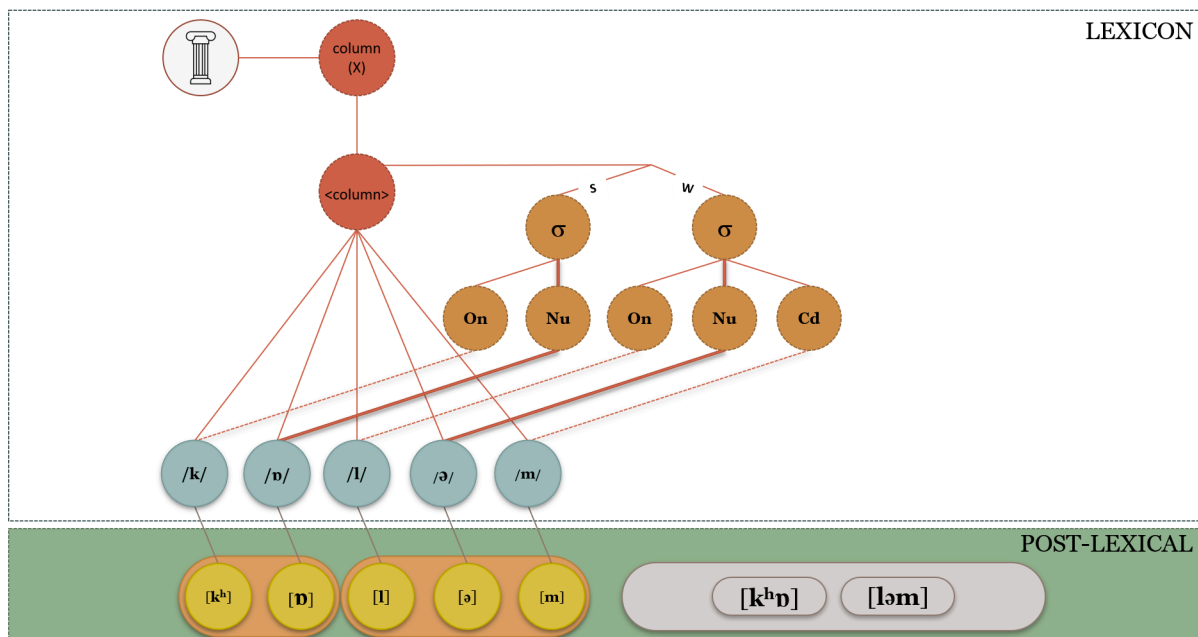 LEXICON
column
(X)
<column>
s w
σ σ
On Nu On Nu Cd
/k/ /ɒ/ /l/ /ə/ /m/
POST-LEXICAL
[kʰ] [ɒ] [l] [ə] [m] [kʰɒ] [ləm]